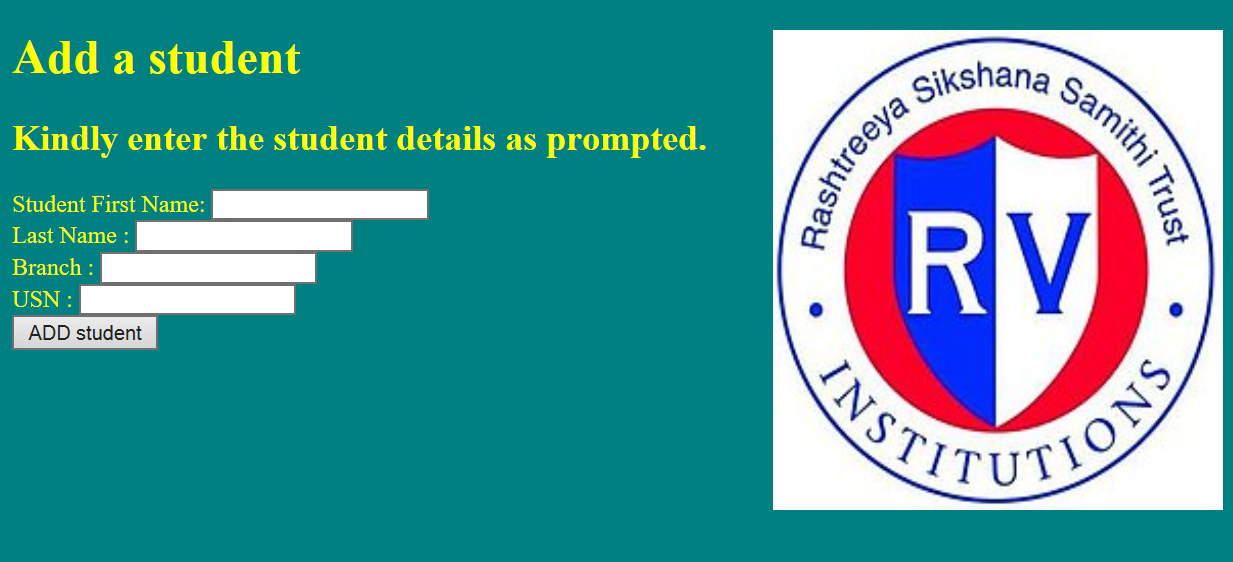 Add a student
Kindly enter the student details as prompted.
Student First Name:
Last Name :
Branch :
USN :
ADD student
Rashtreeya Sikshana Samithi Trust
RV
INSTITUTIONS